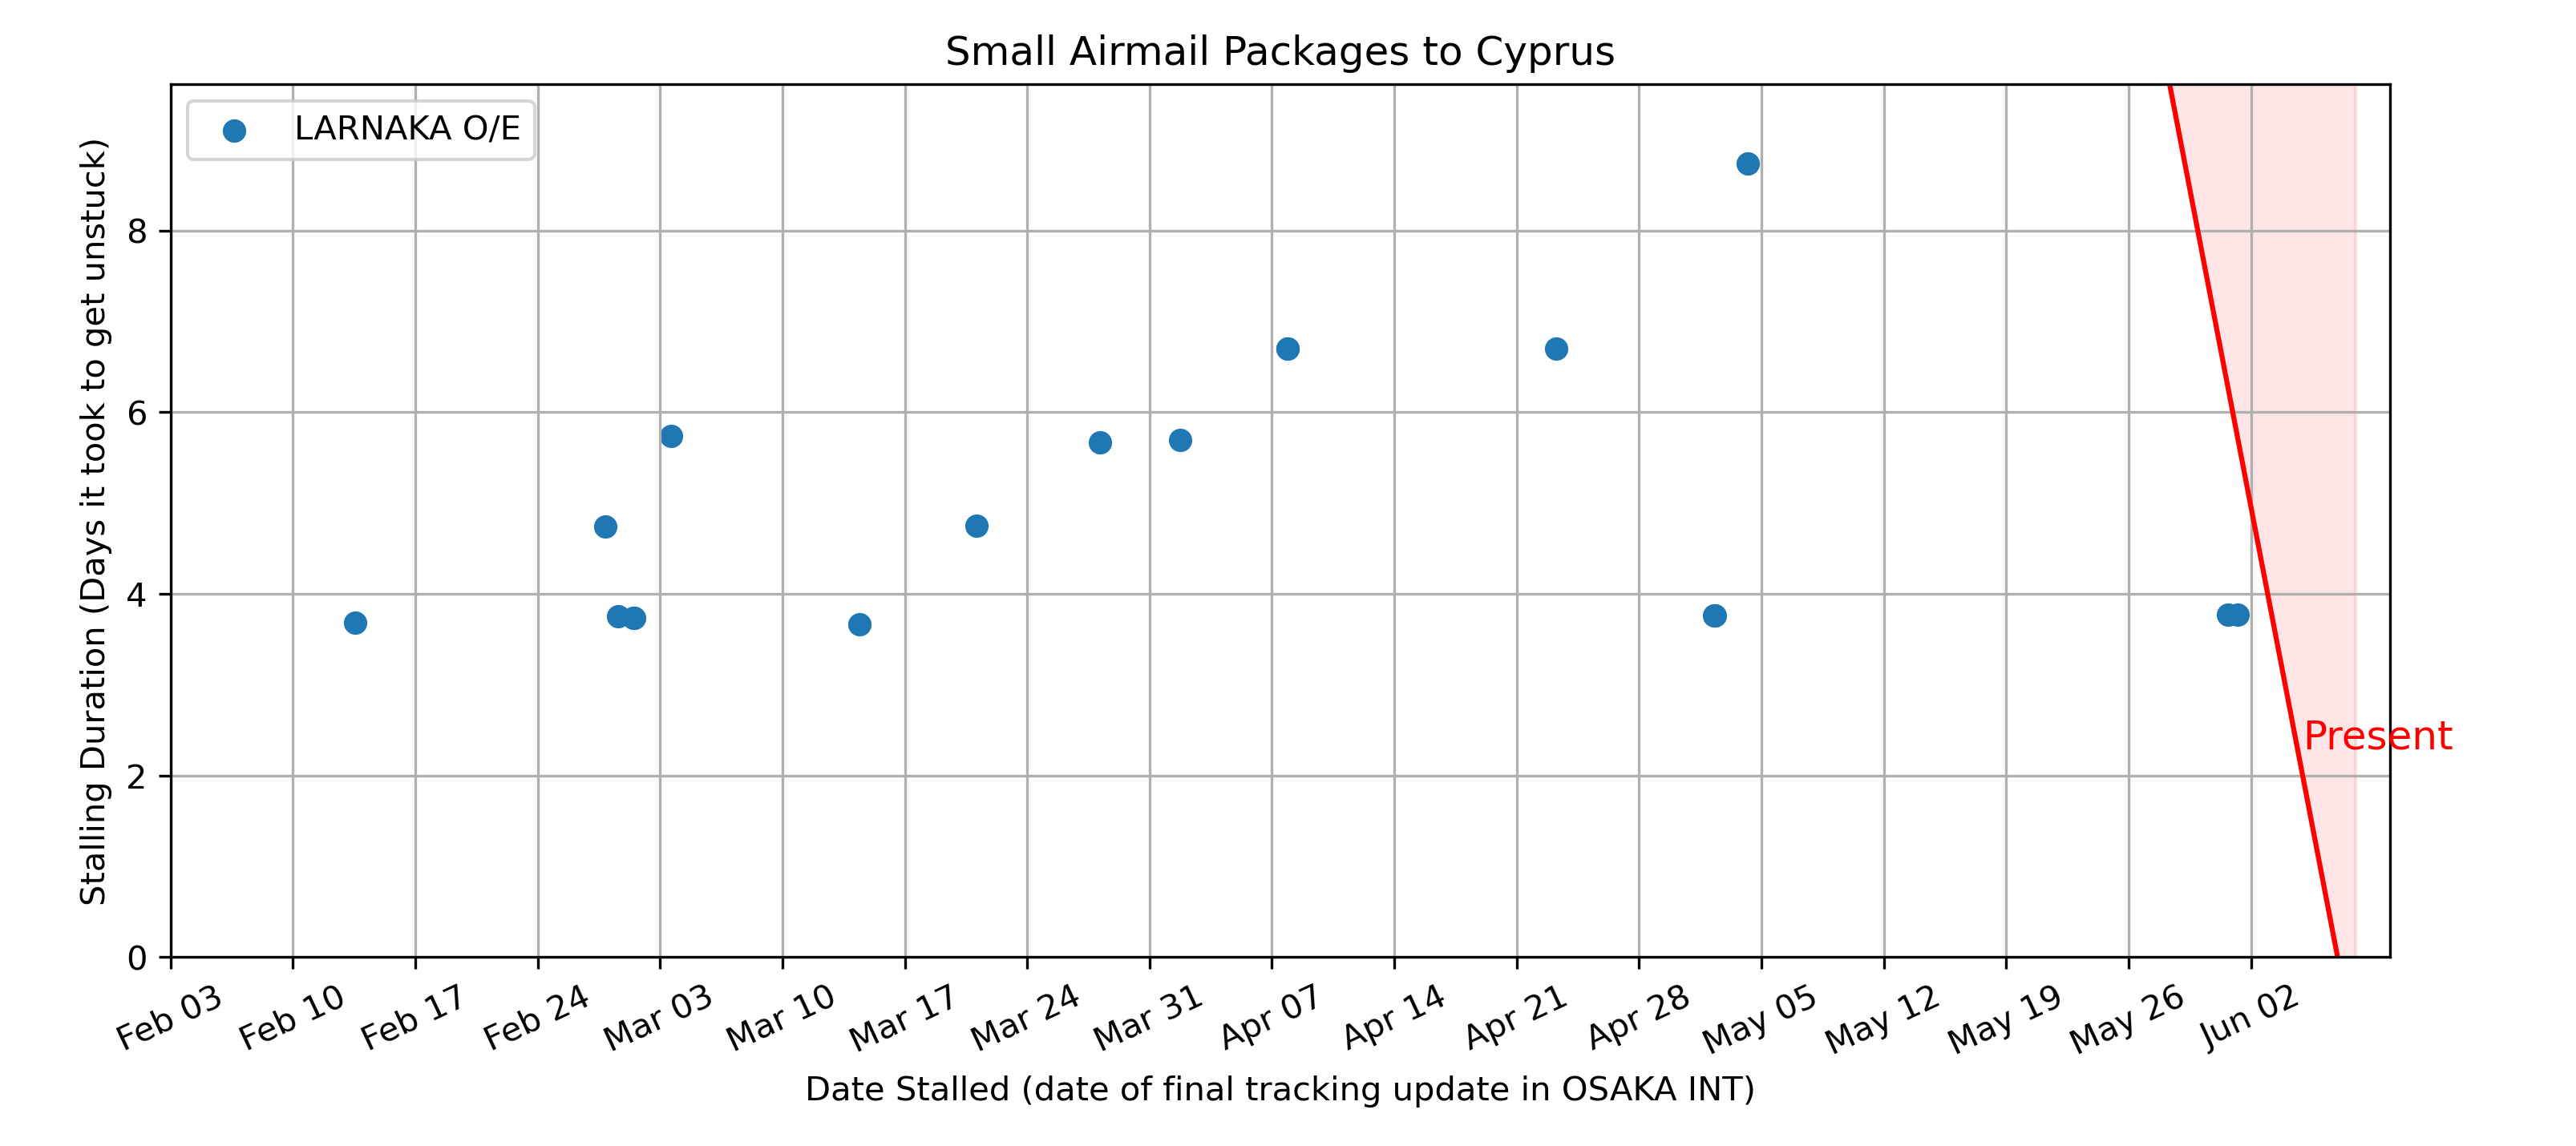 Small Airmail Packages to Cyprus
LARNAKA O/E
Stalling Duration (Days it took to get unstuck)
8
6
4
2
0
Present
Feb 03
Feb 10
Feb 17
Feb 24
Mar 03
Mar 10
Mar 17
Mar 24
Mar 31
Apr 07
Apr 14
Apr 21
Apr 28
May 05
May 12
May 19
May 26
Jun 02
Date Stalled (date of final tracking update in OSAKA INT)